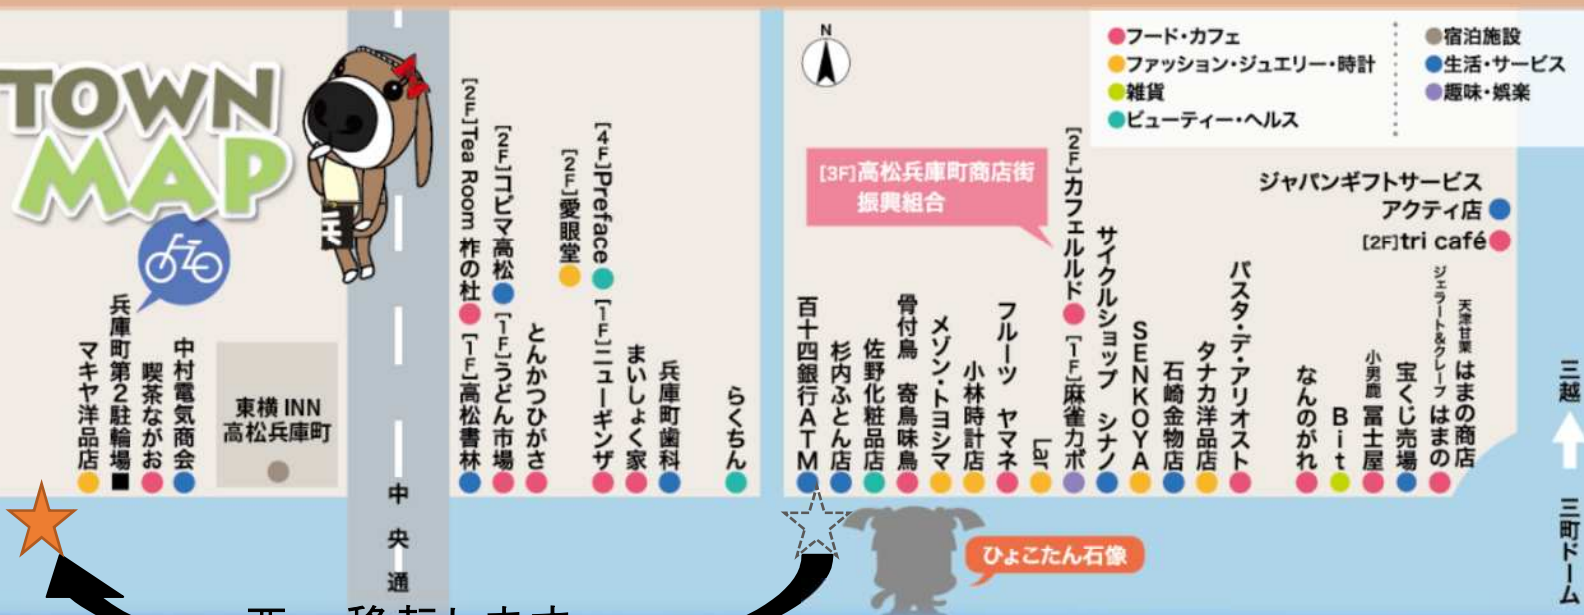 TOWN
MAP
N
フード・カフェ
ファッション・ジュエリー・時計
雑貨
ビューティー・ヘルス
宿泊施設
生活・サービス
趣味・娯楽
マキヤ洋品店
兵庫町第2駐輪場
喫茶ながお
中村電気商会
東横 INN
高松兵庫町
兵
中央通
[2F]Tea Room 柞の杜
[1F]高松書林
[2F]コピマ高松
[1F]うどん市場
とんかつひがさ
[2F]愛眼堂
[4F]Preface
[1F]ニューギンザ
まいしょく家
兵庫町歯科
らくちん
[3F]高松兵庫町商店街
振興組合
百十四銀行ATM
杉内ふとん店
佐野化粧品店
骨付鳥 寄鳥味鳥
メゾン・トヨシマ
小林時計店
フルーツ ヤマネ
Lar
[2F]カフェルルド
[1F]麻雀カポ
サイクルショップ シナノ
SENKOYA
石崎金物店
タナカ洋品店
パスタ・デ・アリオスト
なんのがれ
Bit
小男鹿 冨士屋
宝くじ売場
ジェラート&クレープ はまの
天津甘栗 はまの商店
ジャパンギフトサービス
アクティ店
[2F]tri café
三越
三町ドーム
ひょこたん石像